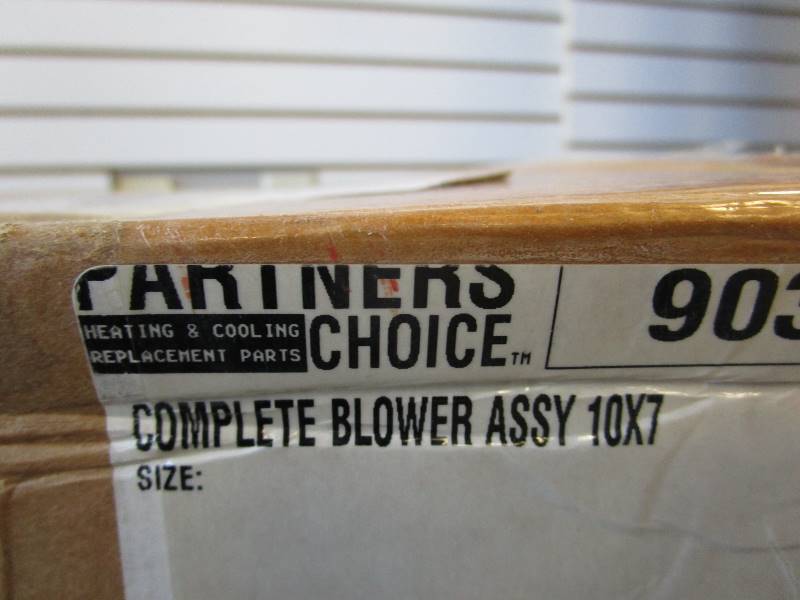 PARTNERS
HEATING & COOLING
REPLACEMENT PARTS
CHOICE™
903
COMPLETE BLOWER ASSY 10X7
SIZE: